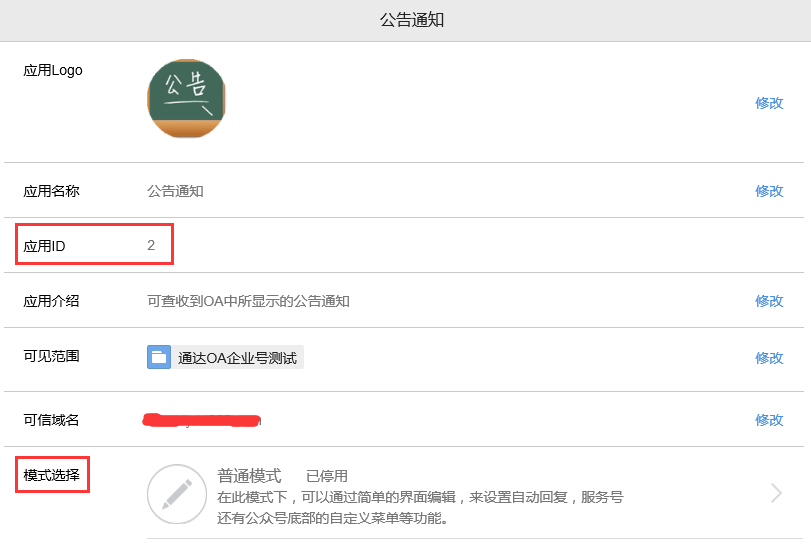 公告通知
应用Logo
公告
修改
应用名称 公告通知 修改
应用ID 2
应用介绍 可查收到OA中所显示的公告通知 修改
可见范围 通达OA企业号测试 修改
可信域名 修改
模式选择 普通模式 已停用
在此模式下，可以通过简单的界面编辑，来设置自动回复，服务号
还有公众号底部的自定义菜单等功能。